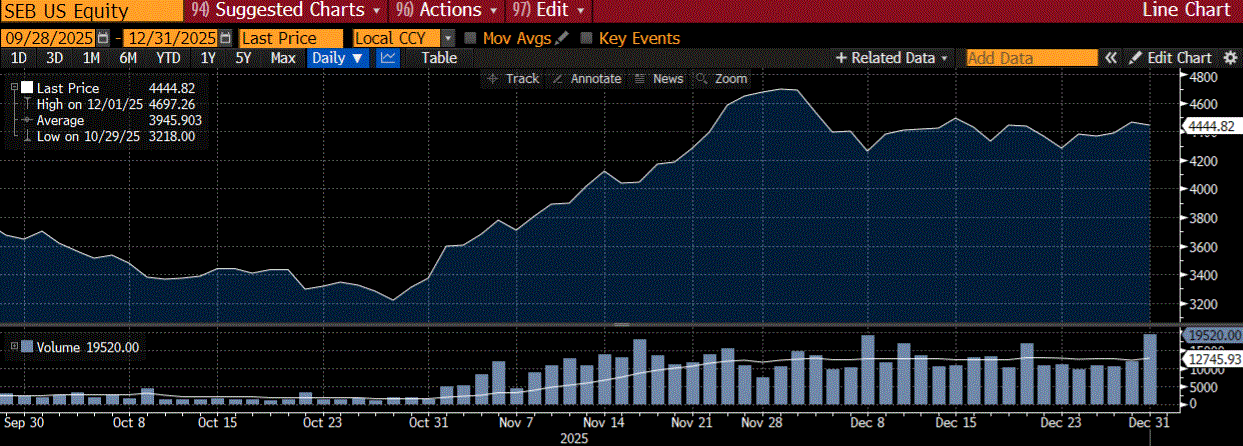 SEB US Equity 94) Suggested Charts 96) Actions 97) Edit Line Chart
09/28/2025 - 12/31/2025 Last Price Local CCY Mov Avgs Key Events
1D 3D 1M 6M YTD 1Y 5Y Max Daily ▼ Table + Related Data Add Data « Edit Chart
Track Annotate News Zoom
Last Price 4444.82
High on 12/01/25 4697.26
Average 3945.903
Low on 10/29/25 3218.00
4800
4600
4444.82
4400
4200
4000
3800
3600
3400
3200
Volume 19520.00
19520.00
15000
12745.93
10000
5000
0
Sep 30 Oct 8 Oct 15 Oct 23 Oct 31 Nov 7 Nov 14 Nov 21 Nov 28 Dec 8 Dec 15 Dec 23 Dec 31
2025